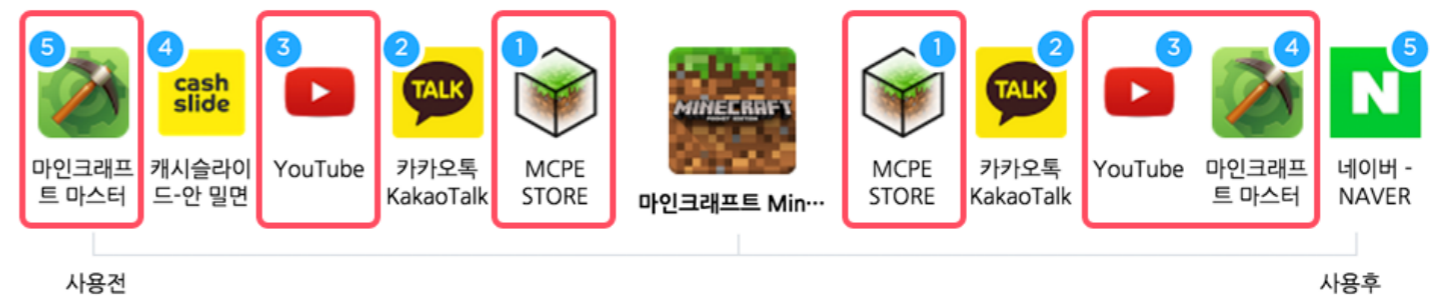 5
4
3
2
1
1
2
3
4
5
cash
slide
TALK
MINECRAFT
POCKET EDITION
TALK
N
마인크래프
트 마스터
캐시슬라이
드-안 밀면
YouTube
카카오톡
KakaoTalk
MCPE
STORE
마인크래프트 Min…
MCPE
STORE
카카오톡
KakaoTalk
YouTube
마인크래프
트 마스터
네이버 -
NAVER
사용전
사용후